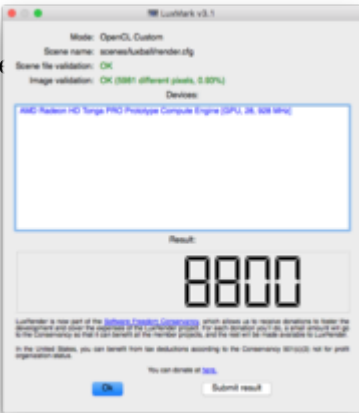 LuxMark v3.1
Mode: OpenCL Custom
Scene name: scenes/luxball/render.cfg
Scene file validation: OK
Image validation: OK (5981 different pixels, 0.93%)
Devices:
AMD Radeon HD Tonga PRO Prototype Compute Engine [GPU, 28, 928 MHz]
Result:
8800
LuxRender is now part of the Software Freedom Conservancy, which allows us to receive donations to foster the
development and cover the expenses of the LuxRender project. For each donation you'll do, a small amount will go
to the Conservancy so that it can benefit all the member projects, and the rest will be made available to LuxRender.
In the United States, you can benefit from tax deductions according to the Conservancy 501(c)(3) not for profit
organization status.
You can donate at here.
Ok
Submit result